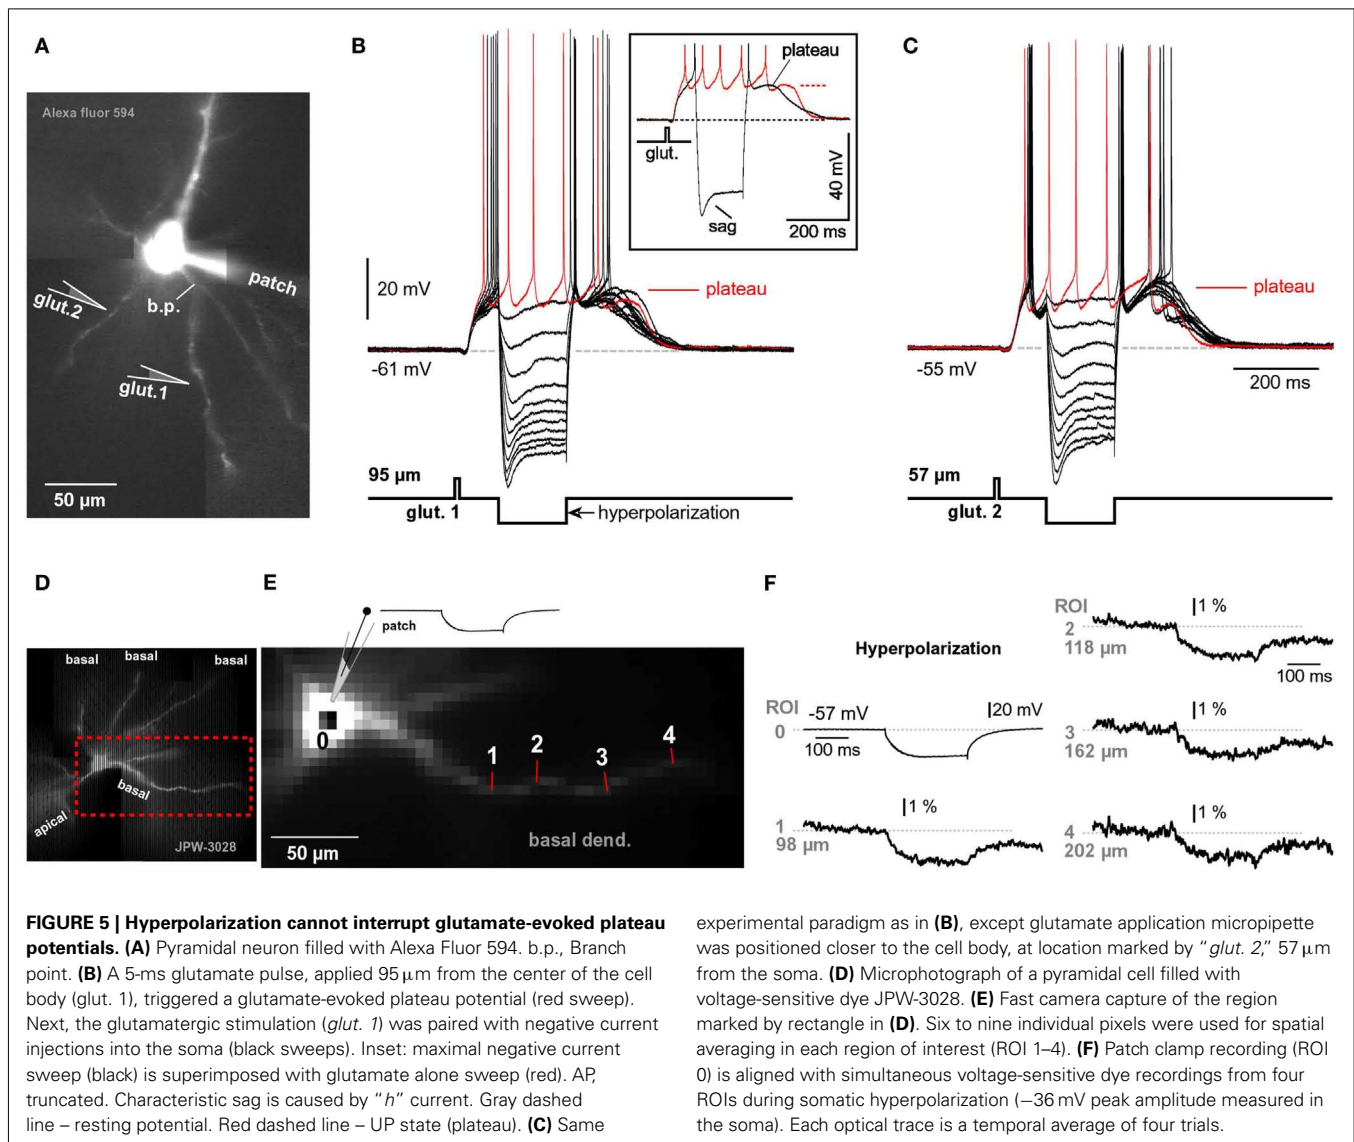 A
Alexa fluor 594
patch
glut.2
b.p.
glut.1
50 µm
B
plateau
glut.
sag
40 mV
200 ms
20 mV
plateau
-61 mV
95 µm
glut. 1
hyperpolarization
C
plateau
-55 mV
200 ms
57 µm
glut. 2
D
basal
basal
basal
basal
apical
JPW-3028
E
patch
0
1
2
3
4
50 µm
basal dend.
F
Hyperpolarization
ROI
0
-57 mV
20 mV
100 ms
1
98 µm
1 %
ROI
2
118 µm
1 %
100 ms
3
162 µm
1 %
4
202 µm
1 %
FIGURE 5 | Hyperpolarization cannot interrupt glutamate-evoked plateau
potentials. (A) Pyramidal neuron filled with Alexa Fluor 594. b.p., Branch
point. (B) A 5-ms glutamate pulse, applied 95 µm from the center of the cell
body (glut. 1), triggered a glutamate-evoked plateau potential (red sweep).
Next, the glutamatergic stimulation (glut. 1) was paired with negative current
injections into the soma (black sweeps). Inset: maximal negative current
sweep (black) is superimposed with glutamate alone sweep (red). AP,
truncated. Characteristic sag is caused by “h” current. Gray dashed
line – resting potential. Red dashed line – UP state (plateau). (C) Same
experimental paradigm as in (B), except glutamate application micropipette
was positioned closer to the cell body, at location marked by “glut. 2,” 57 µm
from the soma. (D) Microphotograph of a pyramidal cell filled with
voltage-sensitive dye JPW-3028. (E) Fast camera capture of the region
marked by rectangle in (D). Six to nine individual pixels were used for spatial
averaging in each region of interest (ROI 1–4). (F) Patch clamp recording (ROI
0) is aligned with simultaneous voltage-sensitive dye recordings from four
ROIs during somatic hyperpolarization (−36 mV peak amplitude measured in
the soma). Each optical trace is a temporal average of four trials.